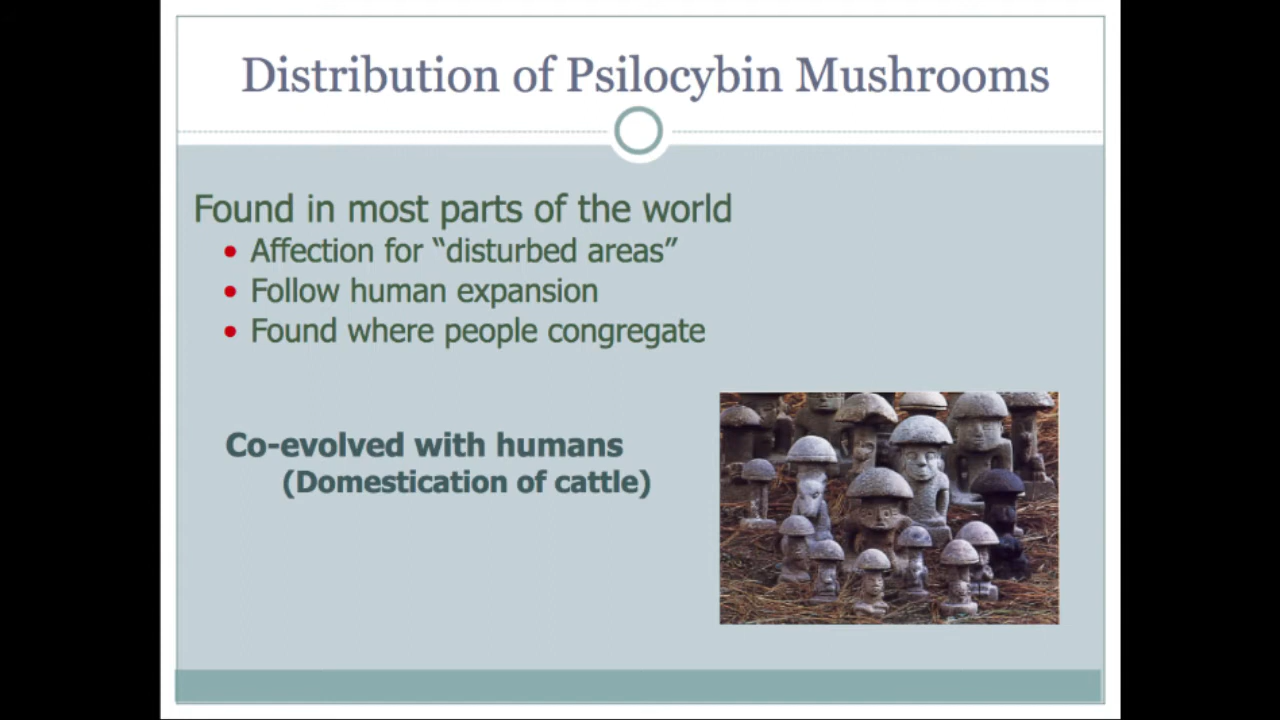 Distribution of Psilocybin Mushrooms
Found in most parts of the world
• Affection for “disturbed areas”
• Follow human expansion
• Found where people congregate
Co-evolved with humans
(Domestication of cattle)